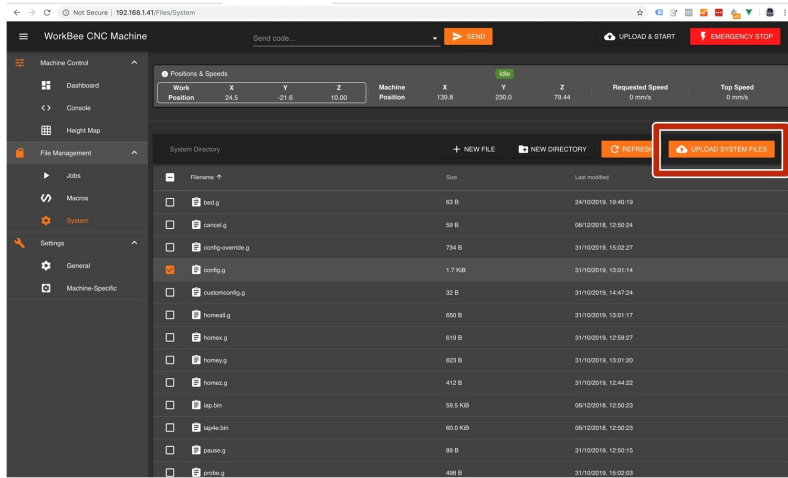 Not Secure | 192.168.1.41/Files/System
WorkBee CNC Machine
Send code...
SEND
UPLOAD & START
EMERGENCY STOP
Machine Control
Dashboard
Console
Height Map
File Management
Jobs
Macros
System
Settings
General
Machine-Specific
Positions & Speeds
Idle
Work Position X Y Z Machine Position X Y Z Requested Speed Top Speed
24.5 -21.6 10.00 139.8 230.0 79.44 0 mm/s 0 mm/s
System Directory
NEW FILE
NEW DIRECTORY
REFRESH
UPLOAD SYSTEM FILES
Filename Size Last modified
bed.g 63 B 24/10/2019, 19:40:19
cancel.g 59 B 06/12/2018, 12:50:24
config-override.g 734 B 31/10/2019, 15:02:27
config.g 1.7 KiB 31/10/2019, 13:01:14
customconfig.g 32 B 31/10/2019, 14:47:24
homeall.g 650 B 31/10/2019, 13:01:17
homex.g 619 B 31/10/2019, 12:59:27
homey.g 623 B 31/10/2019, 13:01:20
homez.g 412 B 31/10/2019, 12:44:22
iap.bin 59.5 KiB 06/12/2018, 12:50:23
iap4e.bin 60.0 KiB 06/12/2018, 12:50:23
pause.g 89 B 31/10/2019, 12:50:15
probe.g 498 B 31/10/2019, 15:02:03